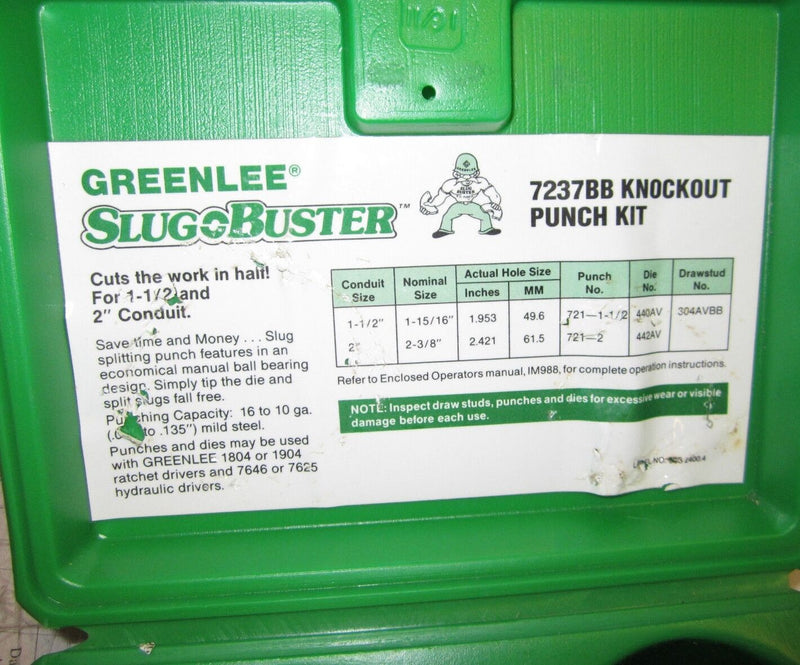 GREENLEE®
SLUG BUSTER™
GREENLEE
SLUG BUSTER
7237BB KNOCKOUT
PUNCH KIT
Cuts the work in half!
For 1-1/2 and
2" Conduit.
Save time and Money . . . Slug
splitting punch features in an
economical manual ball bearing
design. Simply tip the die and
split slugs fall free.
Punching Capacity: 16 to 10 ga.
to .135") mild steel.
Punches and dies may be used
with GREENLEE 1804 or 1904
ratchet drivers and 7646 or 7625
hydraulic drivers.
Conduit Size Nominal Size Actual Hole Size Inches MM Punch No. Die No. Drawstud No.
1-1/2" 1-15/16" 1.953 49.6 721—1-1/2 440AV 304AVBB
2" 2-3/8" 2.421 61.5 721—2 442AV
Refer to Enclosed Operators manual, IM988, for complete operation instructions.
NOTE: Inspect draw studs, punches and dies for excessive wear or visible
damage before each use.